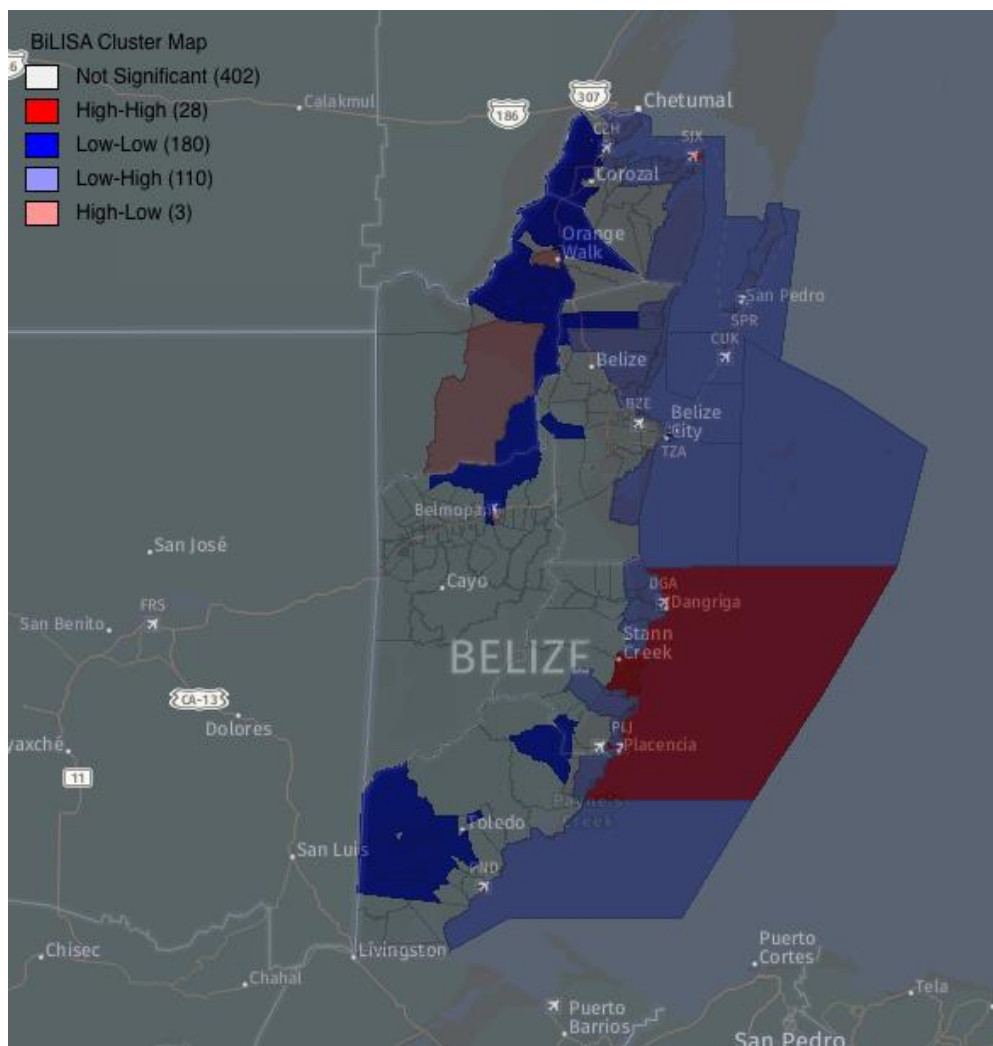 BiLISA Cluster Map
Not Significant (402)
High-High (28)
Low-Low (180)
Low-High (110)
High-Low (3)
Calakmul
186
307
Chetumal
CZH
SJX
Corozal
Orange
Walk
San Pedro
SPR
CUK
Belize
BZE
Belize
City
TZA
Belmopan
San José
Cayo
DGA
Dangriga
FRS
San Benito
Stann
Creek
BELIZE
CA-13
Dolores
PLJ
Placencia
11
Payne's
Creek
Toledo
San Luis
PND
Chisec
Livingston
Chahal
Puerto
Cortes
Tela
Puerto
Barrios
San Pedro